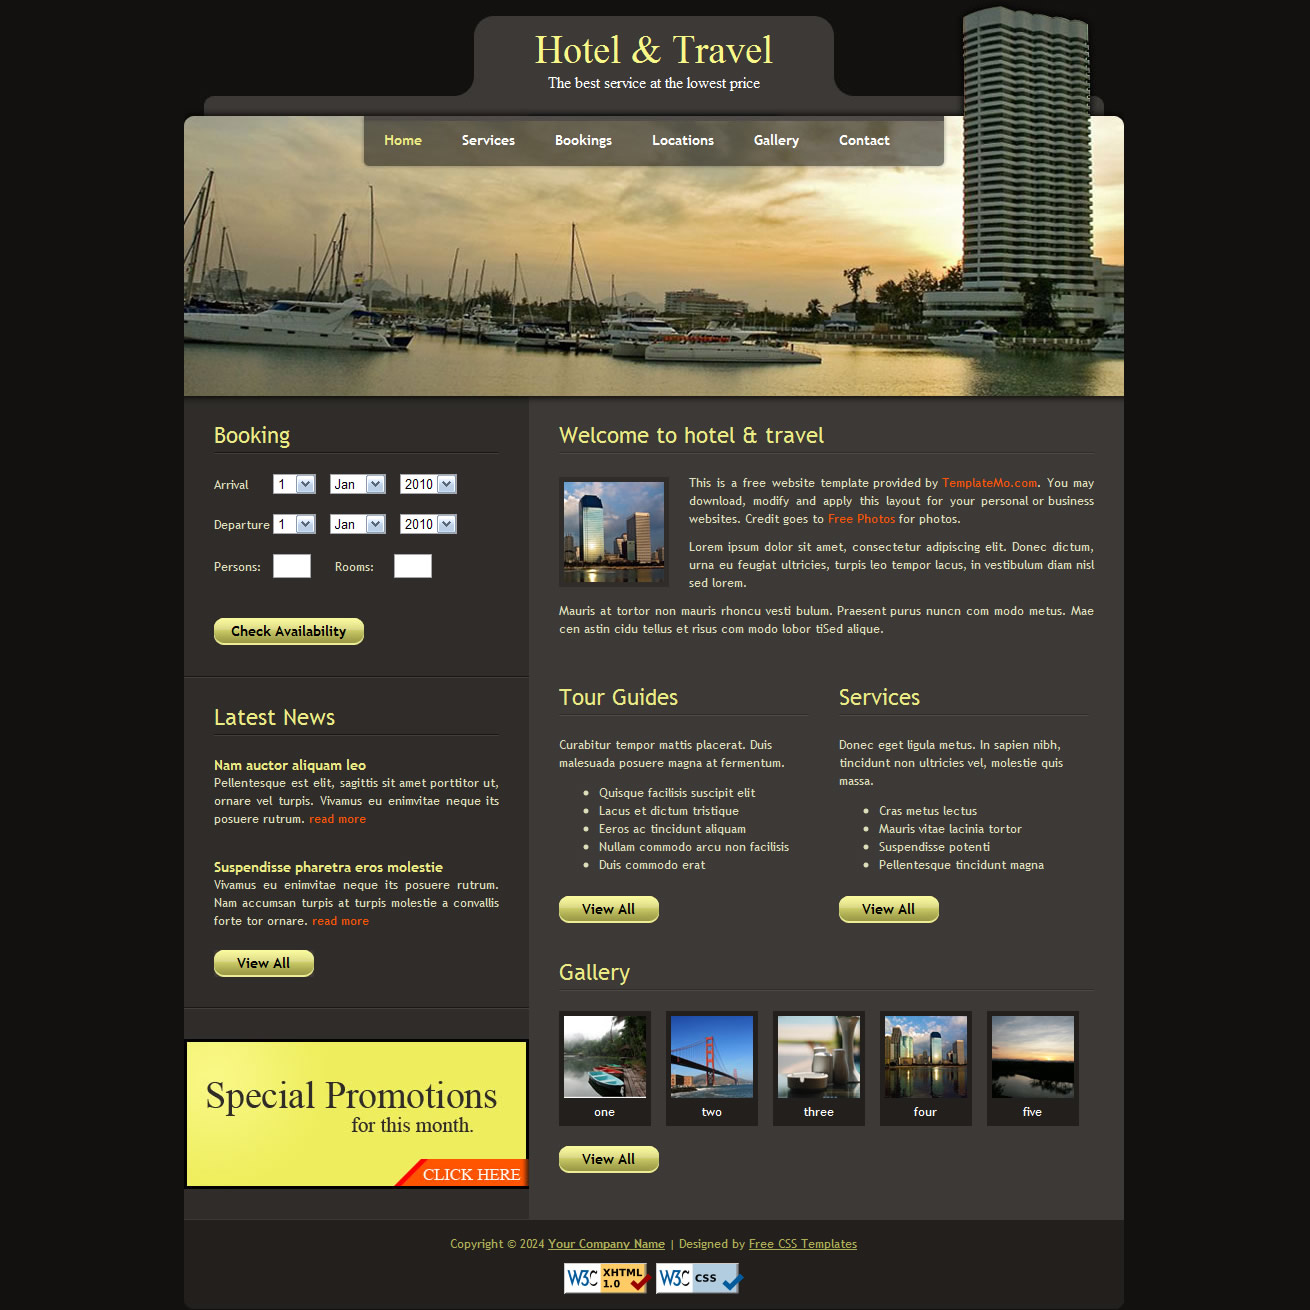 Hotel & Travel
The best service at the lowest price
Home Services Bookings Locations Gallery Contact
Booking
Arrival 1 Jan 2010
Departure 1 Jan 2010
Persons: Rooms:
Check Availability
Latest News
Nam auctor aliquam leo
Pellentesque est elit, sagittis sit amet porttitor ut,
ornare vel turpis. Vivamus eu enimvitae neque its
posuere rutrum. read more
Suspendisse pharetra eros molestie
Vivamus eu enimvitae neque its posuere rutrum.
Nam accumsan turpis at turpis molestie a convallis
forte tor ornare. read more
View All
Special Promotions
for this month.
CLICK HERE
Welcome to hotel & travel
This is a free website template provided by TemplateMo.com. You may
download, modify and apply this layout for your personal or business
websites. Credit goes to Free Photos for photos.
Lorem ipsum dolor sit amet, consectetur adipiscing elit. Donec dictum,
urna eu feugiat ultricies, turpis leo tempor lacus, in vestibulum diam nisl
sed lorem.
Mauris at tortor non mauris rhoncu vesti bulum. Praesent purus nuncn com modo metus. Mae
cen astin cidu tellus et risus com modo lobor tiSed alique.
Tour Guides
Curabitur tempor mattis placerat. Duis
malesuada posuere magna at fermentum.
Quisque facilisis suscipit elit
Lacus et dictum tristique
Eeros ac tincidunt aliquam
Nullam commodo arcu non facilisis
Duis commodo erat
View All
Services
Donec eget ligula metus. In sapien nibh,
tincidunt non ultricies vel, molestie quis
massa.
Cras metus lectus
Mauris vitae lacinia tortor
Suspendisse potenti
Pellentesque tincidunt magna
View All
Gallery
one two three four five
View All
Copyright © 2024 Your Company Name | Designed by Free CSS Templates
W3C XHTML 1.0 W3C CSS